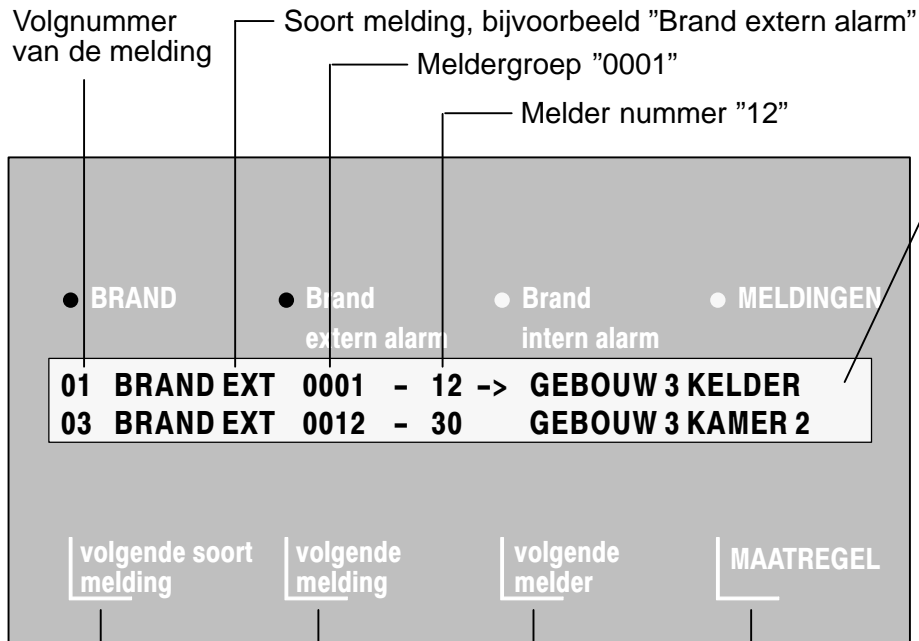 Volgnummer
van de melding
Soort melding, bijvoorbeeld ”Brand extern alarm”
Meldergroep ”0001”
Melder nummer ”12”
BRAND
Brand
extern alarm
Brand
intern alarm
MELDINGEN
01 BRAND EXT 0001 - 12 -> GEBOUW 3 KELDER
03 BRAND EXT 0012 - 30 GEBOUW 3 KAMER 2
volgende soort
melding
volgende
melding
volgende
melder
MAATREGEL